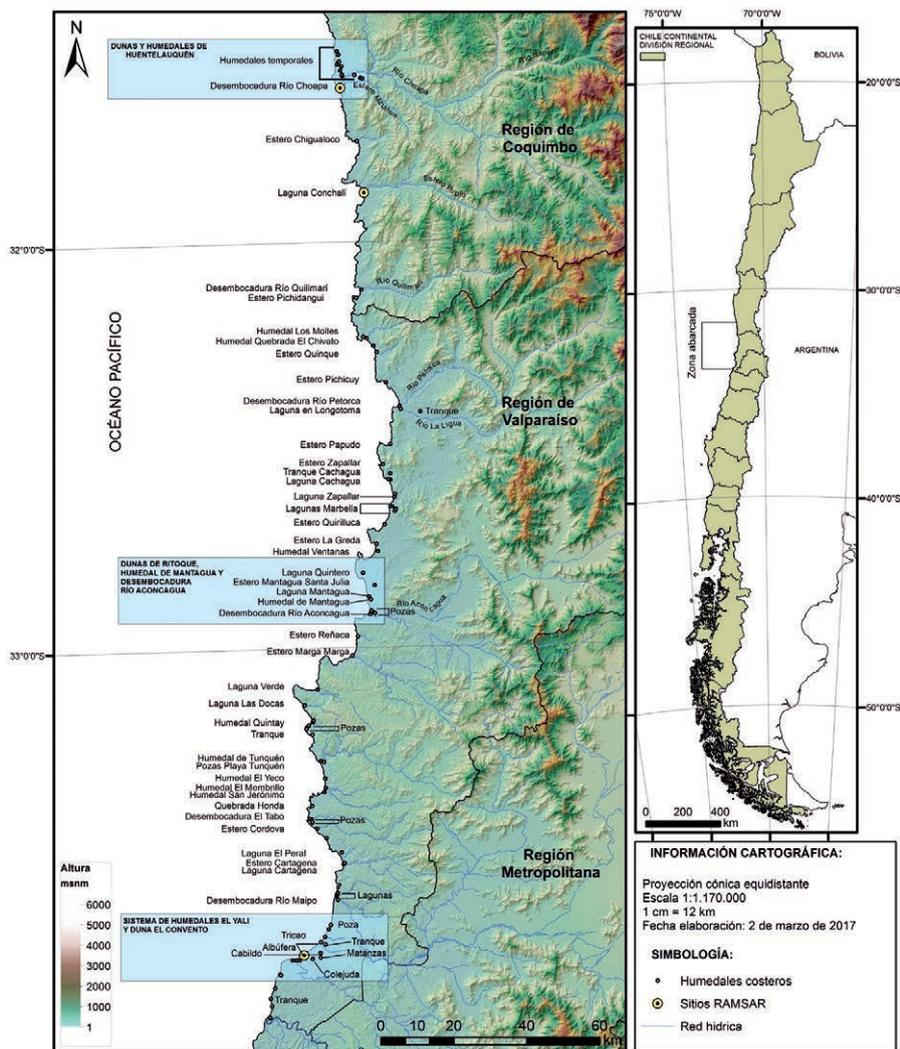 N
DUNAS Y HUMEDALES DE
HUENTELAUQUÉN
Humedales temporales
Desembocadura Río Choapa
Río Choapa
Estero Chigualoco
Región de
Coquimbo
Laguna Conchalí
Estero Pupío
32°0'0"S
Desembocadura Río Quilimarí
Estero Pichidangui
Río Quilimarí
OCÉANO PACÍFICO
Humedal Los Molles
Humedal Quebrada El Chivato
Estero Quinque
Estero Pichicuy
Río Petorca
Desembocadura Río Petorca
Laguna en Longotoma
Tranque
Río La Ligua
Región de
Valparaíso
Estero Papudo
Estero Zapallar
Tranque Cachagua
Laguna Cachagua
Laguna Zapallar
Lagunas Marbella
Estero Quirilluca
Estero La Greda
Humedal Ventanas
DUNAS DE RITOQUE,
HUMEDAL DE MANTAGUA Y
DESEMBOCADURA
RÍO ACONCAGUA
Laguna Quintero
Estero Mantagua Santa Julia
Laguna Mantagua
Humedal de Mantagua
Desembocadura Río Aconcagua
Pozas
Río Aconcagua
Estero Reñaca
33°0'0"S
Estero Marga Marga
Laguna Verde
Laguna Las Docas
Humedal Quintay
Tranque
Pozas
Humedal de Tunquén
Pozas Playa Tunquén
Humedal El Yeco
Humedal El Membrillo
Humedal San Jerónimo
Quebrada Honda
Desembocadura El Tabo
Pozas
Estero Cordova
Laguna El Peral
Estero Cartagena
Laguna Cartagena
Región
Metropolitana
Lagunas
Desembocadura Río Maipo
SISTEMA DE HUMEDALES EL YALI
Y DUNA EL CONVENTO
Poza
Tricao
Tranque
Albúfera
Cabildo
Matanzas
Colejuda
Tranque
Altura
msnm
6000
5000
4000
3000
2000
1000
1
0 10 20 40 60
km
75°0'0"W 70°0'0"W
CHILE CONTINENTAL
DIVISIÓN REGIONAL
BOLIVIA
20°0'0"S
30°0'0"S
Zona abarcada
ARGENTINA
40°0'0"S
50°0'0"S
0 200 400
km
INFORMACIÓN CARTOGRÁFICA:
Proyección cónica equidistante
Escala 1:1.170.000
1 cm = 12 km
Fecha elaboración: 2 de marzo de 2017
SIMBOLOGÍA:
Humedales costeros
Sitios RAMSAR
Red hidrica